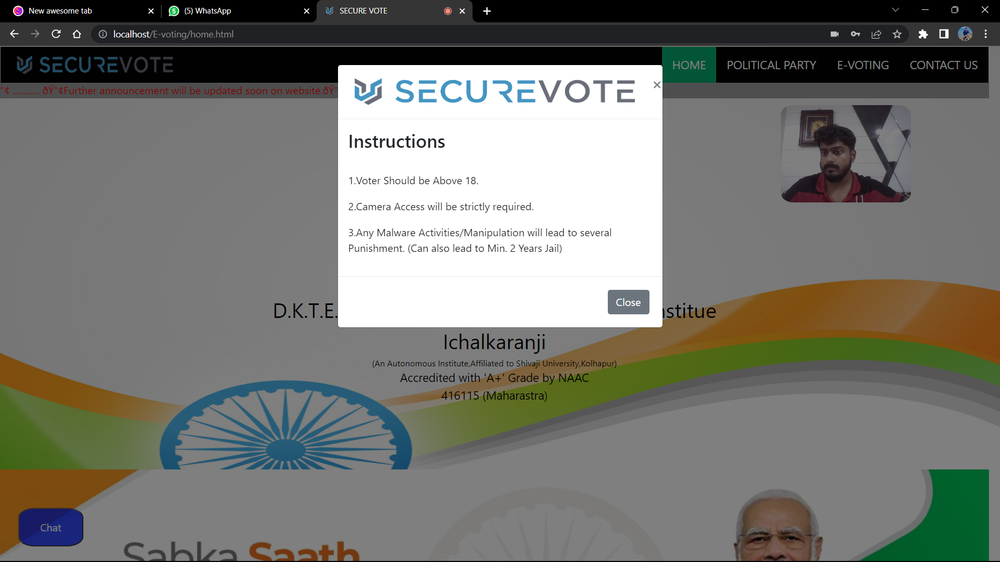 New awesome tab
(5) WhatsApp
SECURE VOTE
localhost/E-voting/home.html
SECUREVOTE
HOME
POLITICAL PARTY
E-VOTING
CONTACT US
"¢ ............ ðŸ"¢Further announcement will be updated soon on website.ðŸ"
SECUREVOTE
×
Instructions
1.Voter Should be Above 18.
2.Camera Access will be strictly required.
3.Any Malware Activities/Manipulation will lead to several
Punishment. (Can also lead to Min. 2 Years Jail)
Close
D.K.T.E. stitue
Ichalkaranji
(An Autonomous Institute,Affiliated to Shivaji University,Kolhapur)
Accredited with 'A+' Grade by NAAC
416115 (Maharastra)
Chat
Sabka Saath